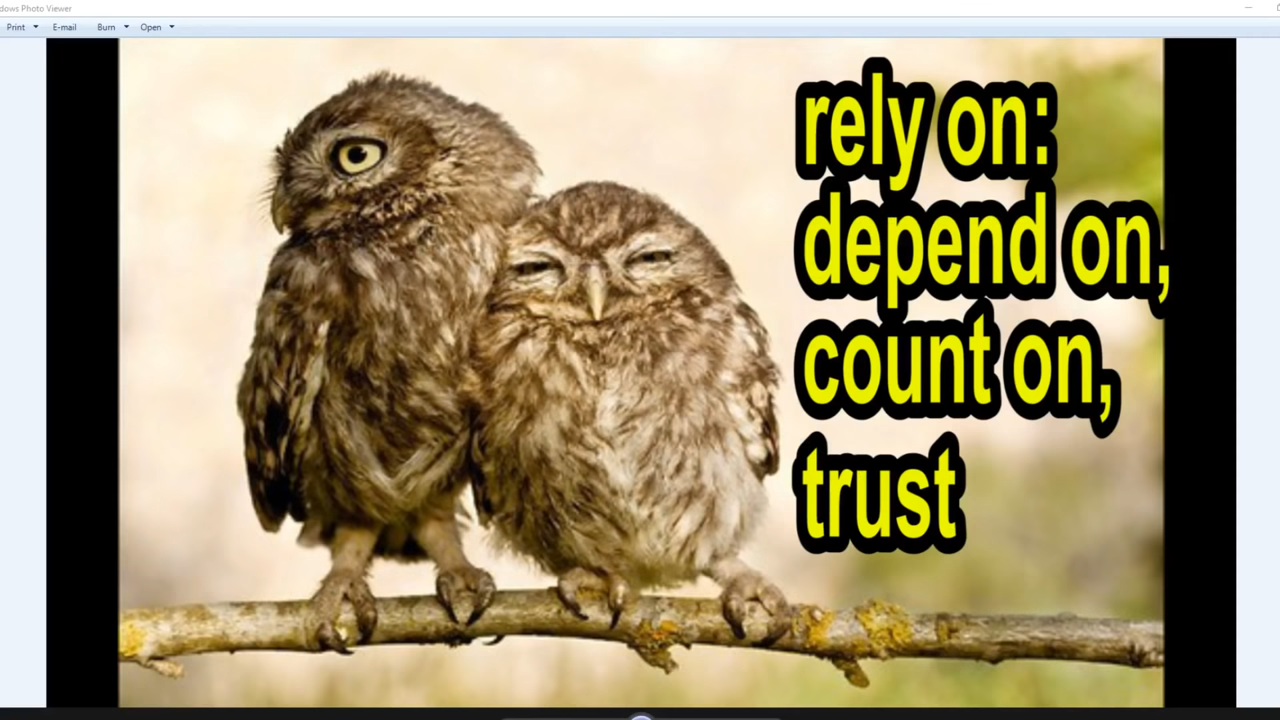 dows Photo Viewer
Print
E-mail
Burn
Open
rely on:
depend on,
count on,
trust